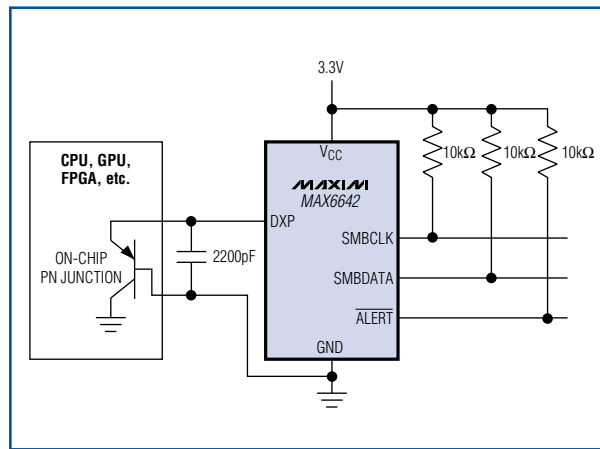 3.3V
CPU, GPU,
FPGA, etc.
VCC
10kΩ
10kΩ
10kΩ
MAXIM
MAX6642
DXP
ON-CHIP
PN JUNCTION
2200pF
SMBCLK
SMBDATA
ALERT
GND